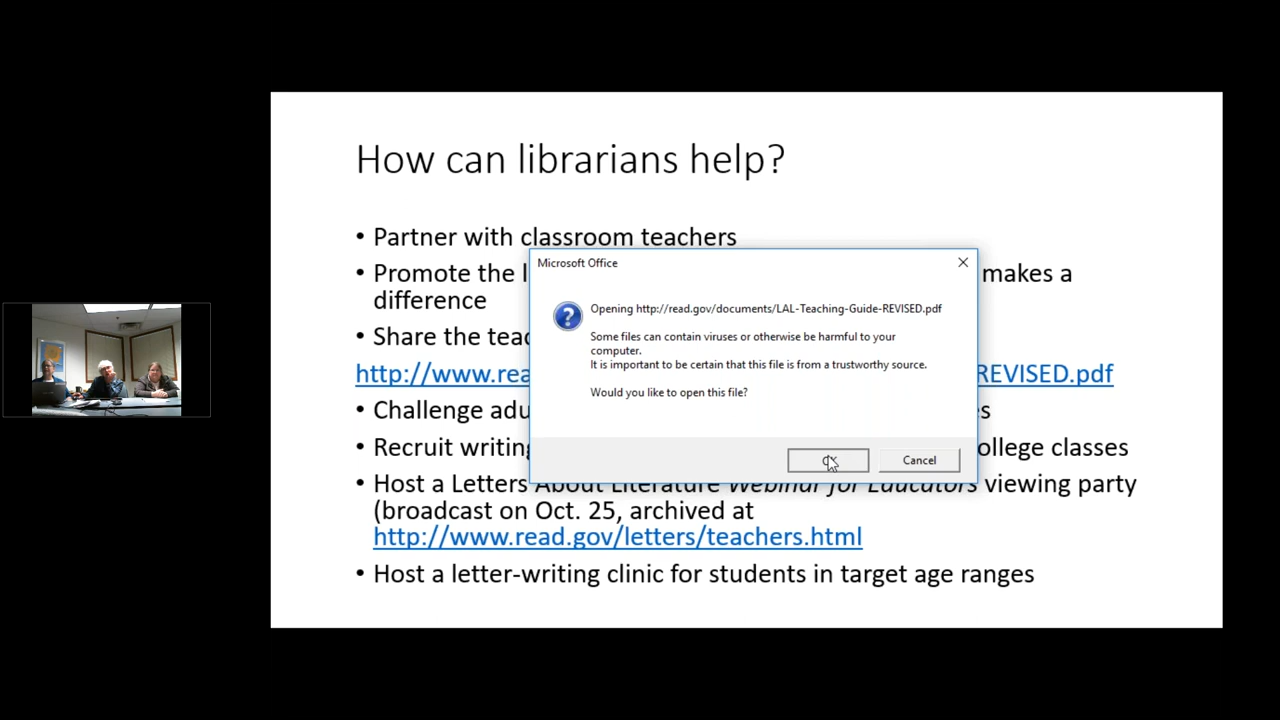 How can librarians help?
• Partner with classroom teachers
• Promote the
makes a
difference
• Share the
http://www.rea
REVISED.pdf
• Challenge
• Recruit
college classes
• Host a Letters About Literature Webinar for Educators viewing party
(broadcast on Oct. 25, archived at
http://www.read.gov/letters/teachers.html
• Host a letter-writing clinic for students in target age ranges
Microsoft Office
Opening http://read.gov/documents/LAL-Teaching-Guide-REVISED.pdf
Some files can contain viruses or otherwise be harmful to your
computer.
It is important to be certain that this file is from a trustworthy source.
Would you like to open this file?
OK
Cancel